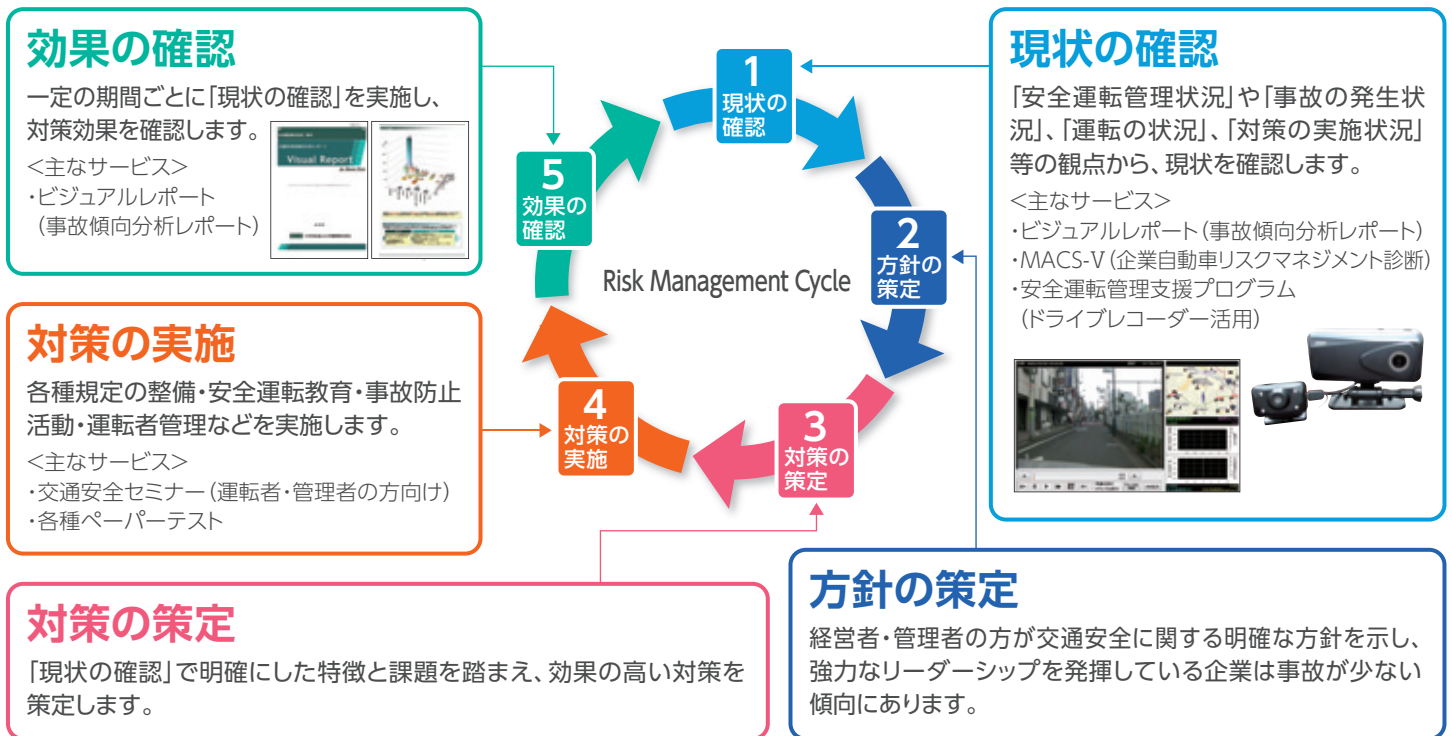 効果の確認
一定の期間ごとに「現状の確認」を実施し、
対策効果を確認します。
<主なサービス>
・ビジュアルレポート
(事故傾向分析レポート)
Visual Report
1
現状の
確認
2
方針の
策定
3
対策の
策定
4
対策の
実施
5
効果の
確認
Risk Management Cycle
現状の確認
「安全運転管理状況」や「事故の発生状
況」、「運転の状況」、「対策の実施状況」
等の観点から、現状を確認します。
<主なサービス>
・ビジュアルレポート(事故傾向分析レポート)
・MACS-V(企業自動車リスクマネジメント診断)
・安全運転管理支援プログラム
(ドライブレコーダー活用)
対策の実施
各種規定の整備・安全運転教育・事故防止
活動・運転者管理などを実施します。
<主なサービス>
・交通安全セミナー(運転者・管理者の方向け)
・各種ペーパーテスト
対策の策定
「現状の確認」で明確にした特徴と課題を踏まえ、効果の高い対策を
策定します。
方針の策定
経営者・管理者の方が交通安全に関する明確な方針を示し、
強力なリーダーシップを発揮している企業は事故が少ない
傾向にあります。